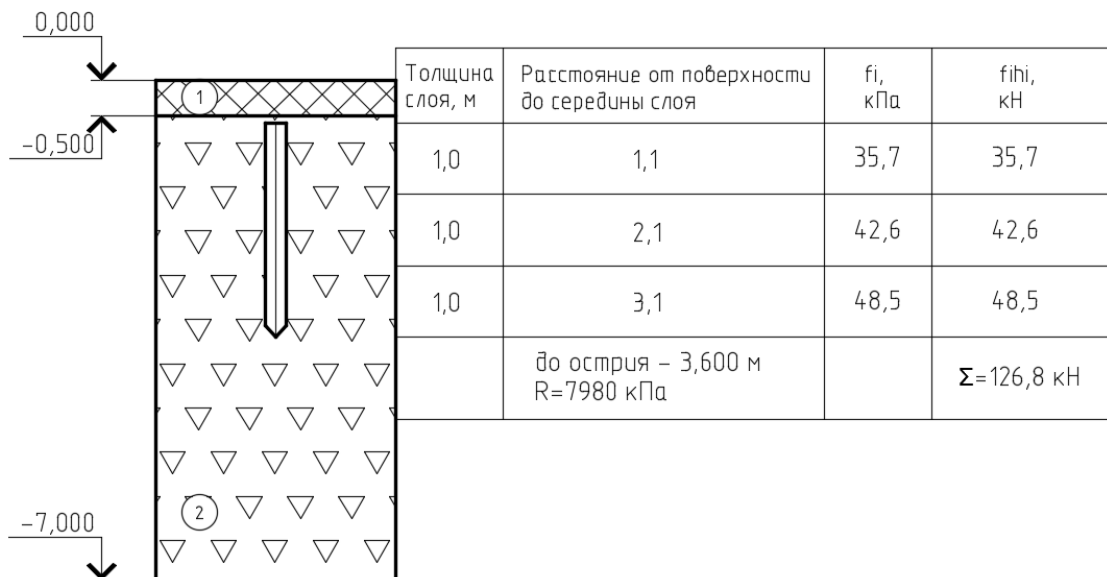 0,000
-0,500
-7,000
1
2
Толщина слоя, м
Расстояние от поверхности до середины слоя
fi, кПа
fihi, кН
1,0
1,1
35,7
35,7
1,0
2,1
42,6
42,6
1,0
3,1
48,5
48,5
до острия – 3,600 м
R=7980 кПа
Σ=126,8 кН